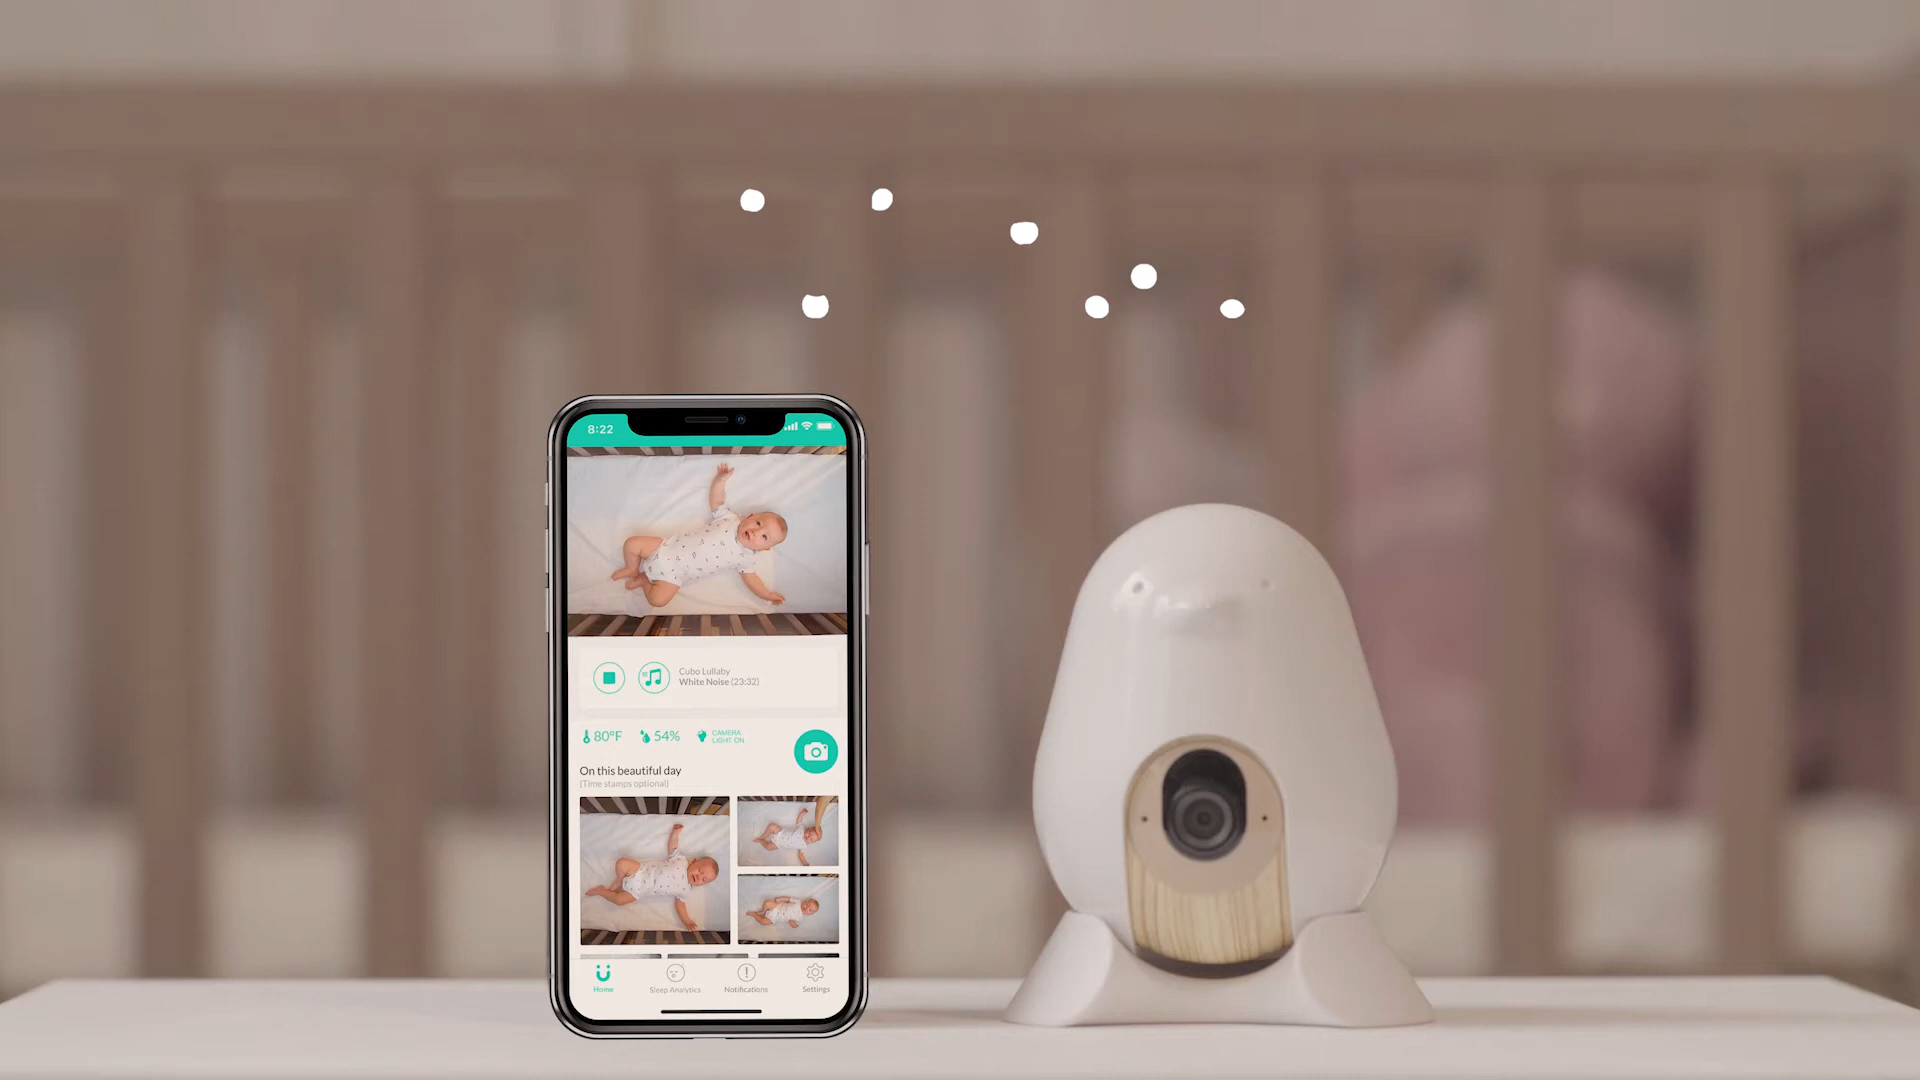 8:22
Cubo Lullaby
White Noise (23:32)
80°F
54%
CAMERA
LIGHT ON
On this beautiful day
[Time stamps optional]
Home
Sleep Analytics
Notifications
Settings